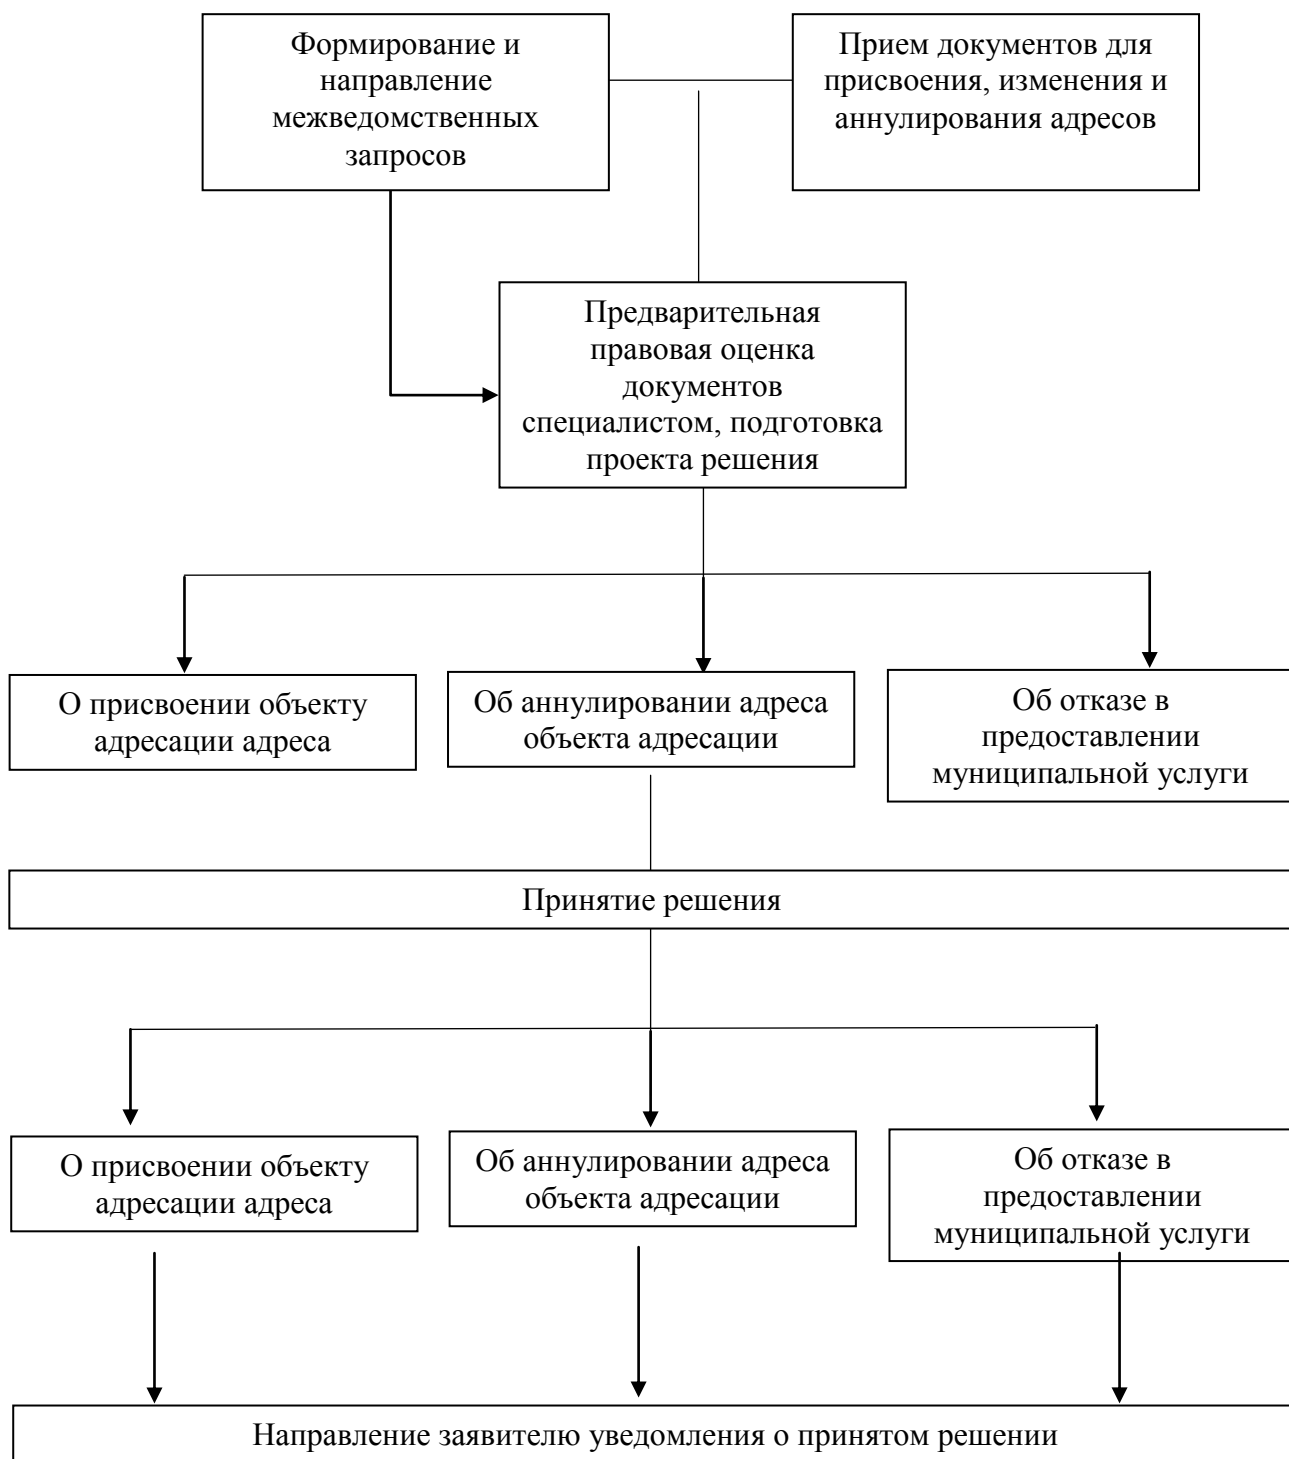 Формирование и
направление
межведомственных
запросов
Прием документов для
присвоения, изменения и
аннулирования адресов
Предварительная
правовая оценка
документов
специалистом, подготовка
проекта решения
О присвоении объекту
адресации адреса
Об аннулировании адреса
объекта адресации
Об отказе в
предоставлении
муниципальной услуги
Принятие решения
О присвоении объекту
адресации адреса
Об аннулировании адреса
объекта адресации
Об отказе в
предоставлении
муниципальной услуги
Направление заявителю уведомления о принятом решении